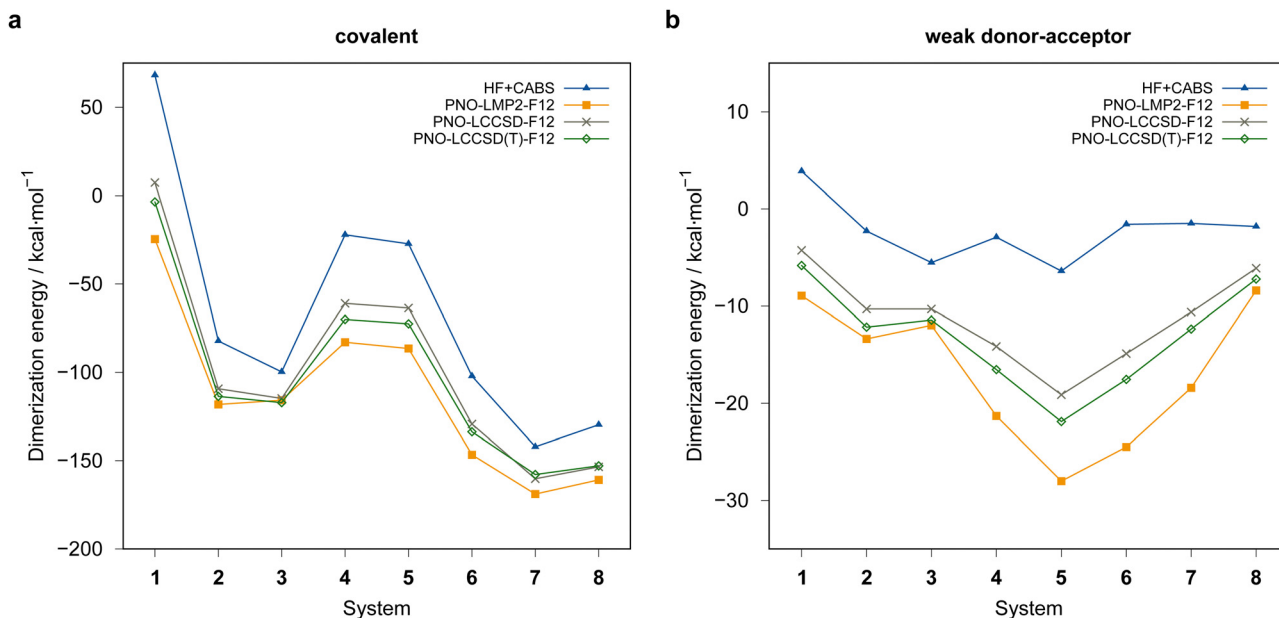 a
covalent
HF+CABS
PNO-LMP2-F12
PNO-LCCSD-F12
PNO-LCCSD(T)-F12
Dimerization energy / kcal·mol⁻¹
50
0
−50
−100
−150
−200
1 2 3 4 5 6 7 8
System
b
weak donor-acceptor
HF+CABS
PNO-LMP2-F12
PNO-LCCSD-F12
PNO-LCCSD(T)-F12
Dimerization energy / kcal·mol⁻¹
10
0
−10
−20
−30
1 2 3 4 5 6 7 8
System